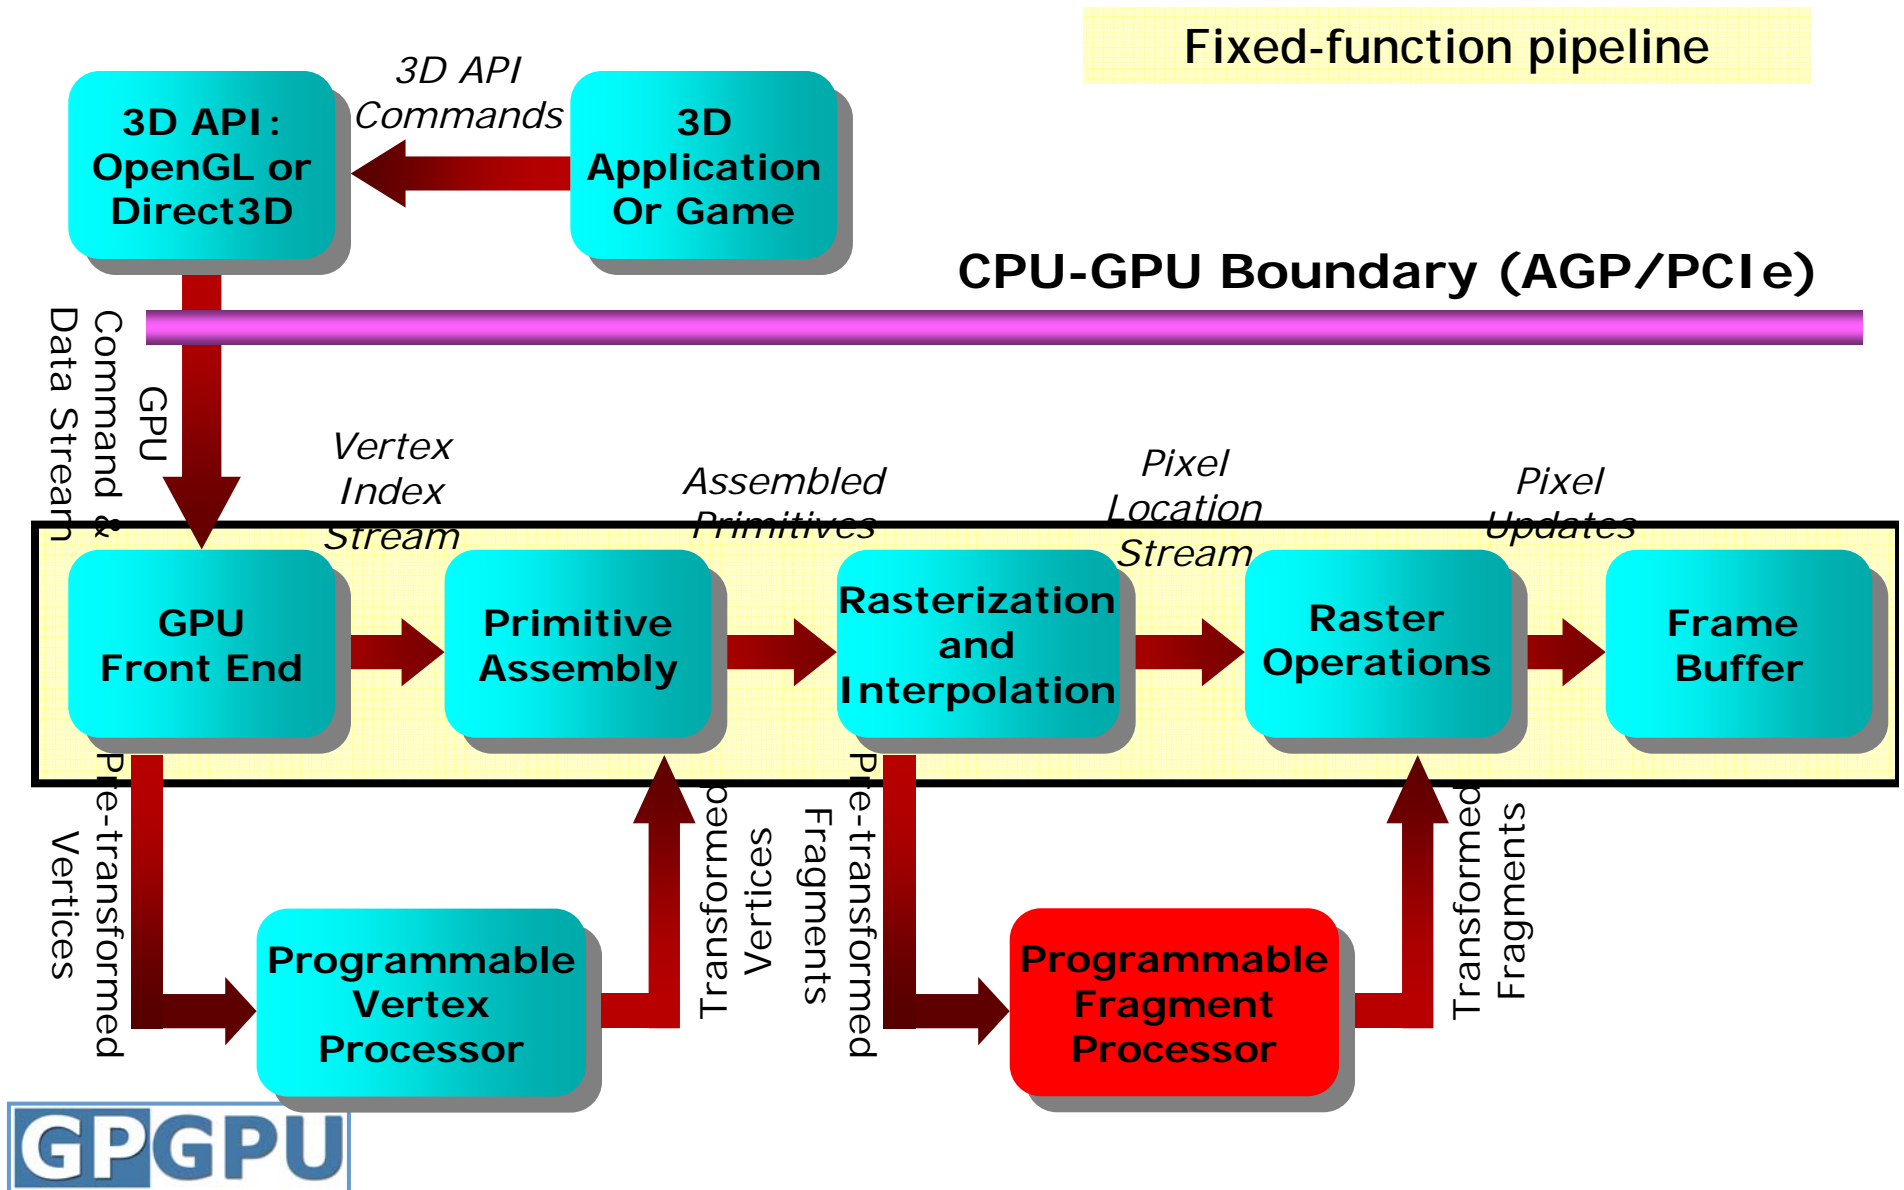 Fixed-function pipeline
3D API
Commands
3D API:
OpenGL or
Direct3D
3D
Application
Or Game
CPU-GPU Boundary (AGP/PCIe)
GPU
Command &
Data Stream
Vertex
Index
Stream
Assembled
Primitives
Pixel
Location
Stream
Pixel
Updates
GPU
Front End
Primitive
Assembly
Rasterization
and
Interpolation
Raster
Operations
Frame
Buffer
Pre-transformed
Vertices
Transformed
Vertices
Pre-transformed
Fragments
Transformed
Fragments
Programmable
Vertex
Processor
Programmable
Fragment
Processor
GPGPU